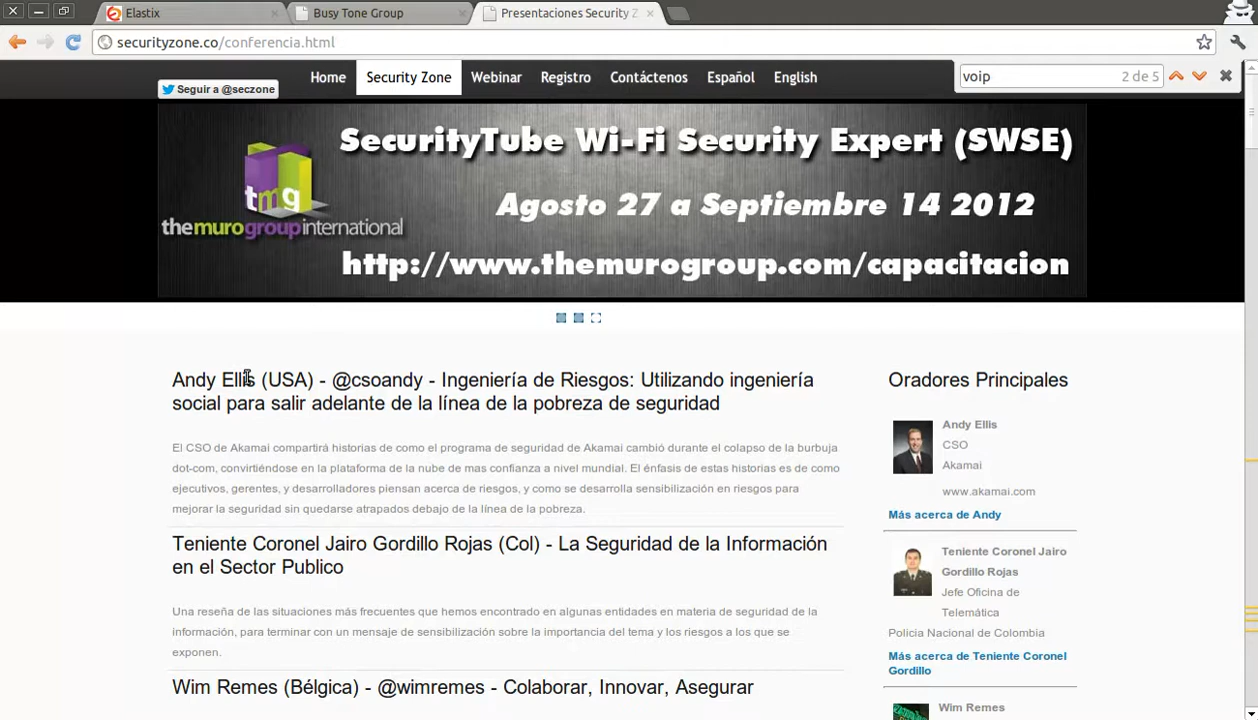 Elastix
Busy Tone Group
Presentaciones Security Z
securityzone.co/conferencia.html
Home
Security Zone
Webinar
Registro
Contáctenos
Español
English
voip
2 de 5
Seguir a @seczone
SecurityTube Wi-Fi Security Expert (SWSE)
Agosto 27 a Septiembre 14 2012
http://www.themurogroup.com/capacitacion
tmg
themurogroupinternational
Andy Ellis (USA) - @csoandy - Ingeniería de Riesgos: Utilizando ingeniería
social para salir adelante de la línea de la pobreza de seguridad
El CSO de Akamai compartirá historias de como el programa de seguridad de Akamai cambió durante el colapso de la burbuja
dot-com, convirtiéndose en la plataforma de la nube de mas confianza a nivel mundial. El énfasis de estas historias es de como
ejecutivos, gerentes, y desarrolladores piensan acerca de riesgos, y como se desarrolla sensibilización en riesgos para
mejorar la seguridad sin quedarse atrapados debajo de la línea de la pobreza.
Teniente Coronel Jairo Gordillo Rojas (Col) - La Seguridad de la Información
en el Sector Publico
Una reseña de las situaciones más frecuentes que hemos encontrado en algunas entidades en materia de seguridad de la
información, para terminar con un mensaje de sensibilización sobre la importancia del tema y los riesgos a los que se
exponen.
Wim Remes (Bélgica) - @wimremes - Colaborar, Innovar, Asegurar
Oradores Principales
Andy Ellis
CSO
Akamai
www.akamai.com
Más acerca de Andy
Teniente Coronel Jairo
Gordillo Rojas
Jefe Oficina de
Telemática
Policia Nacional de Colombia
Más acerca de Teniente Coronel
Gordillo
Wim Remes